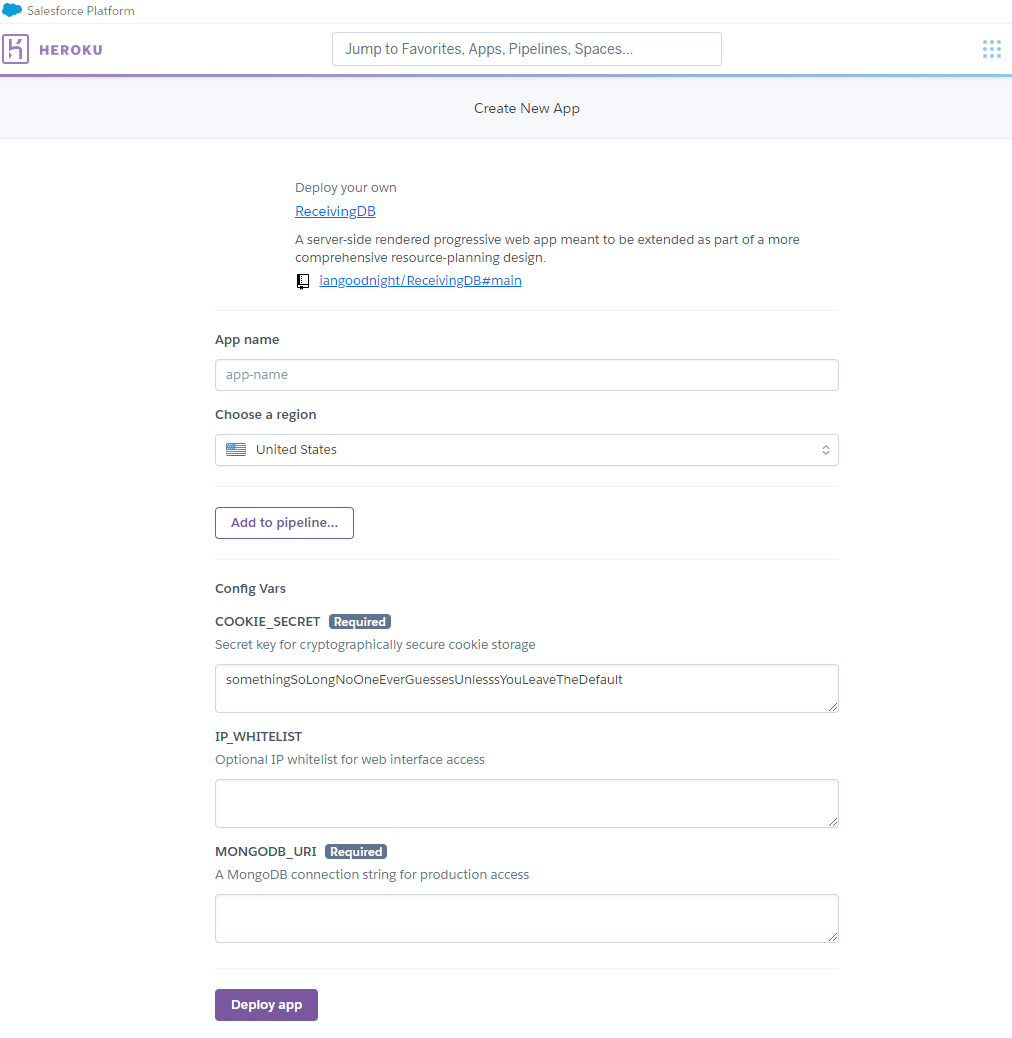 Salesforce Platform
HEROKU
Jump to Favorites, Apps, Pipelines, Spaces...
Create New App
Deploy your own
ReceivingDB
A server-side rendered progressive web app meant to be extended as part of a more
comprehensive resource-planning design.
iangoodnight/ReceivingDB#main
App name
app-name
Choose a region
United States
Add to pipeline...
Config Vars
COOKIE_SECRET Required
Secret key for cryptographically secure cookie storage
somethingSoLongNoOneEverGuessesUnlesssYouLeaveTheDefault
IP_WHITELIST
Optional IP whitelist for web interface access
MONGODB_URI Required
A MongoDB connection string for production access
Deploy app